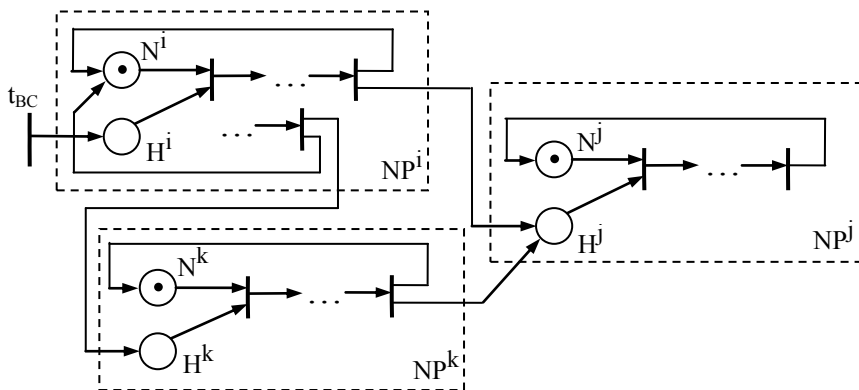 N^i
t_BC
. . .
H^i
. . .
NP^i
N^j
. . .
H^j
NP^j
N^k
. . .
H^k
NP^k